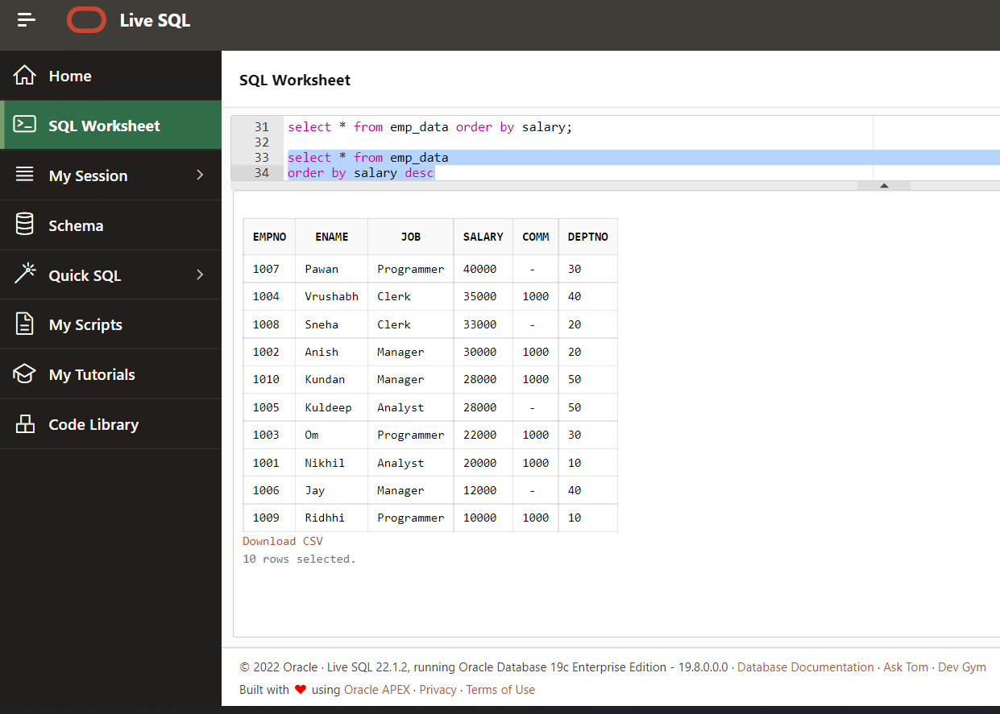 Live SQL
Home
SQL Worksheet
My Session
Schema
Quick SQL
My Scripts
My Tutorials
Code Library
SQL Worksheet
31 select * from emp_data order by salary;
32
33 select * from emp_data
34 order by salary desc
EMPNO ENAME JOB SALARY COMM DEPTNO
1007 Pawan Programmer 40000 - 30
1004 Vrushabh Clerk 35000 1000 40
1008 Sneha Clerk 33000 - 20
1002 Anish Manager 30000 1000 20
1010 Kundan Manager 28000 1000 50
1005 Kuldeep Analyst 28000 - 50
1003 Om Programmer 22000 1000 30
1001 Nikhil Analyst 20000 1000 10
1006 Jay Manager 12000 - 40
1009 Ridhhi Programmer 10000 1000 10
Download CSV
10 rows selected.
© 2022 Oracle · Live SQL 22.1.2, running Oracle Database 19c Enterprise Edition - 19.8.0.0.0 · Database Documentation · Ask Tom · Dev Gym
Built with ❤ using Oracle APEX · Privacy · Terms of Use